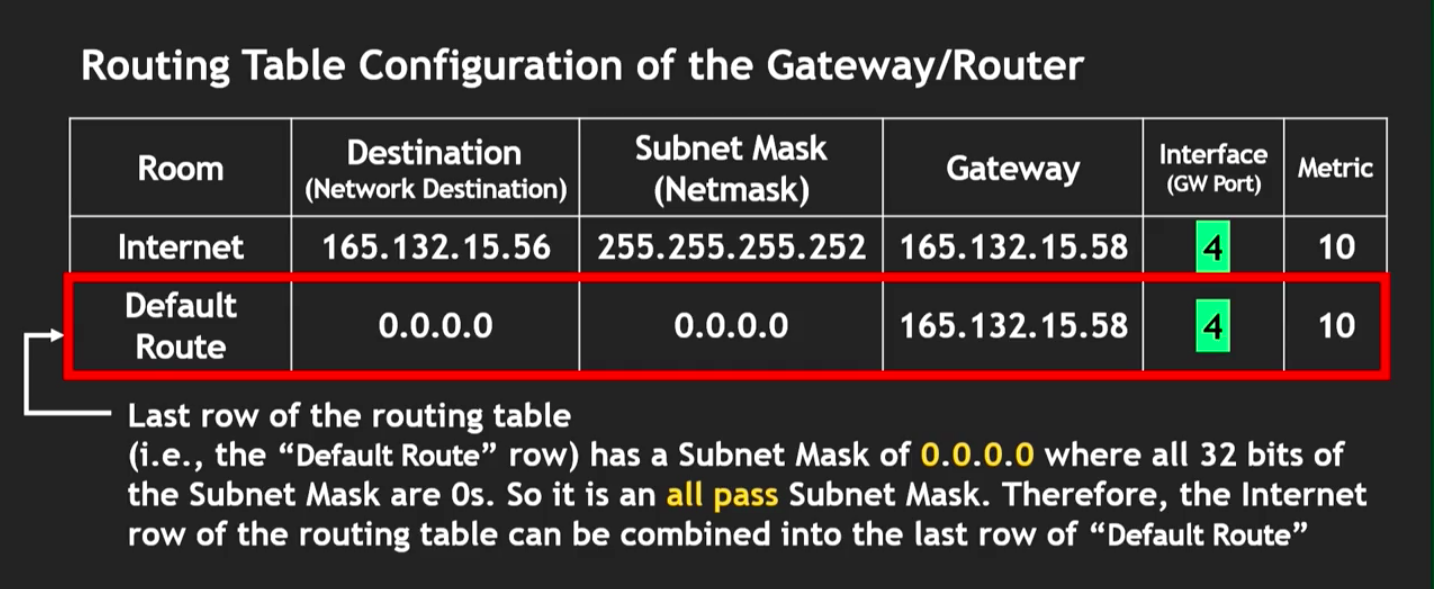 Routing Table Configuration of the Gateway/Router
Room Destination (Network Destination) Subnet Mask (Netmask) Gateway Interface (GW Port) Metric
Internet 165.132.15.56 255.255.255.252 165.132.15.58 4 10
Default Route 0.0.0.0 0.0.0.0 165.132.15.58 4 10
Last row of the routing table
(i.e., the “Default Route” row) has a Subnet Mask of 0.0.0.0 where all 32 bits of
the Subnet Mask are 0s. So it is an all pass Subnet Mask. Therefore, the Internet
row of the routing table can be combined into the last row of “Default Route”